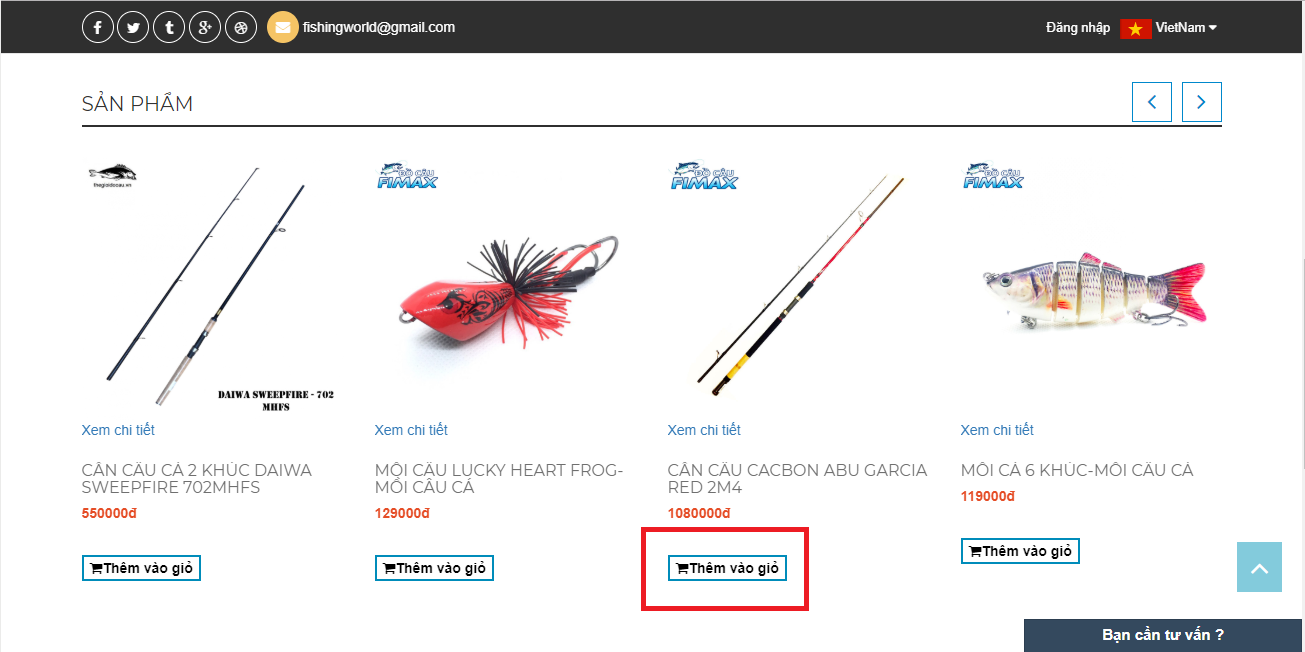 fishingworld@gmail.com
Đăng nhập
VietNam
SẢN PHẨM
thegioidocau.vn
ĐỒ CÂU
FIMAX
ĐỒ CÂU
FIMAX
ĐỒ CÂU
FIMAX
DAIWA SWEEPFIRE - 702
MHFS
Xem chi tiết
Xem chi tiết
Xem chi tiết
Xem chi tiết
CẦN CÂU CÁ 2 KHÚC DAIWA
SWEEPFIRE 702MHFS
550000đ
Thêm vào giỏ
MỒI CÂU LUCKY HEART FROG-
MỒI CÂU CÁ
129000đ
Thêm vào giỏ
CẦN CÂU CACBON ABU GARCIA
RED 2M4
1080000đ
Thêm vào giỏ
MỒI CÁ 6 KHÚC-MỒI CÂU CÁ
119000đ
Thêm vào giỏ
Bạn cần tư vấn ?